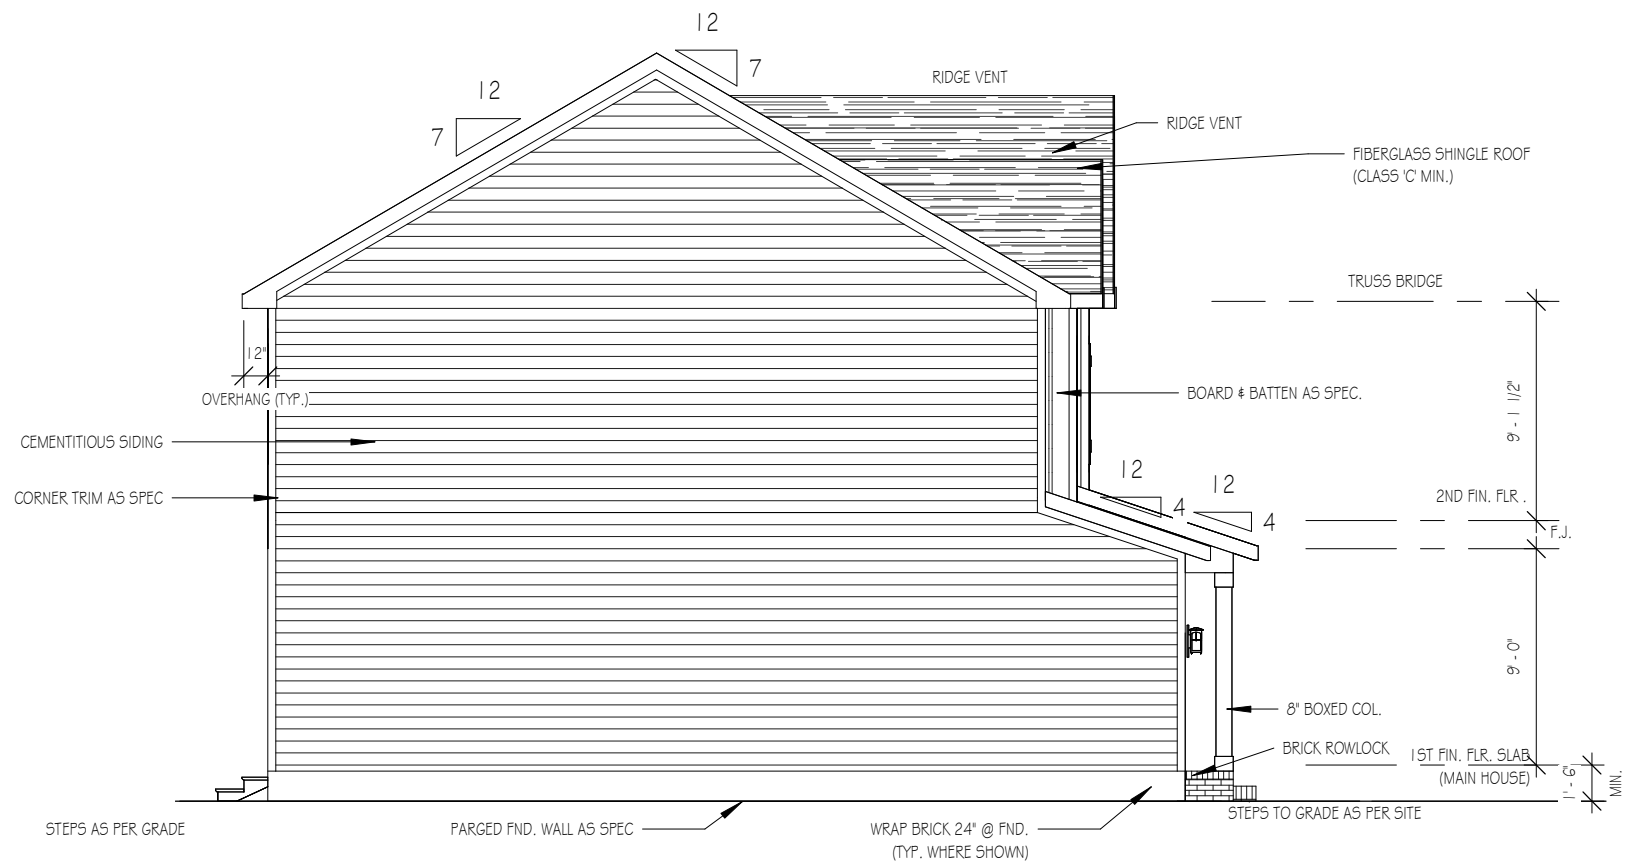 12
7
12
7
RIDGE VENT
RIDGE VENT
FIBERGLASS SHINGLE ROOF
(CLASS 'C' MIN.)
TRUSS BRIDGE
12"
OVERHANG (TYP.)
BOARD & BATTEN AS SPEC.
9' - 1 1/2"
CEMENTITIOUS SIDING
CORNER TRIM AS SPEC
12
4
12
4
2ND FIN. FLR .
F.J.
9' - 0"
8" BOXED COL.
BRICK ROWLOCK
1ST FIN. FLR. SLAB
(MAIN HOUSE)
1' - 6"
MIN.
STEPS AS PER GRADE
PARGED FND. WALL AS SPEC
WRAP BRICK 24" @ FND.
(TYP. WHERE SHOWN)
STEPS TO GRADE AS PER SITE